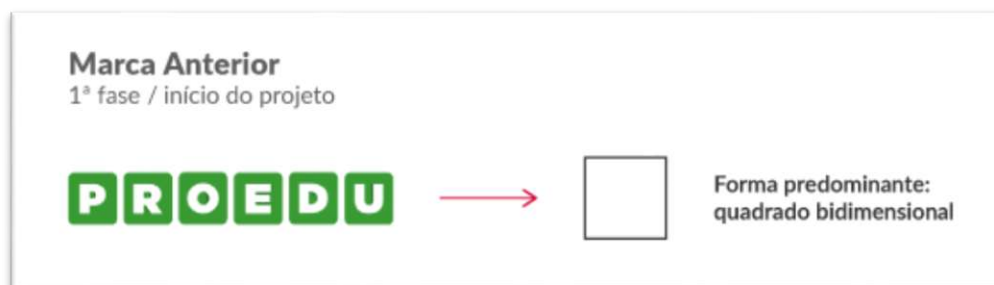 Marca Anterior
1ª fase / início do projeto
PROEDU
Forma predominante:
quadrado bidimensional